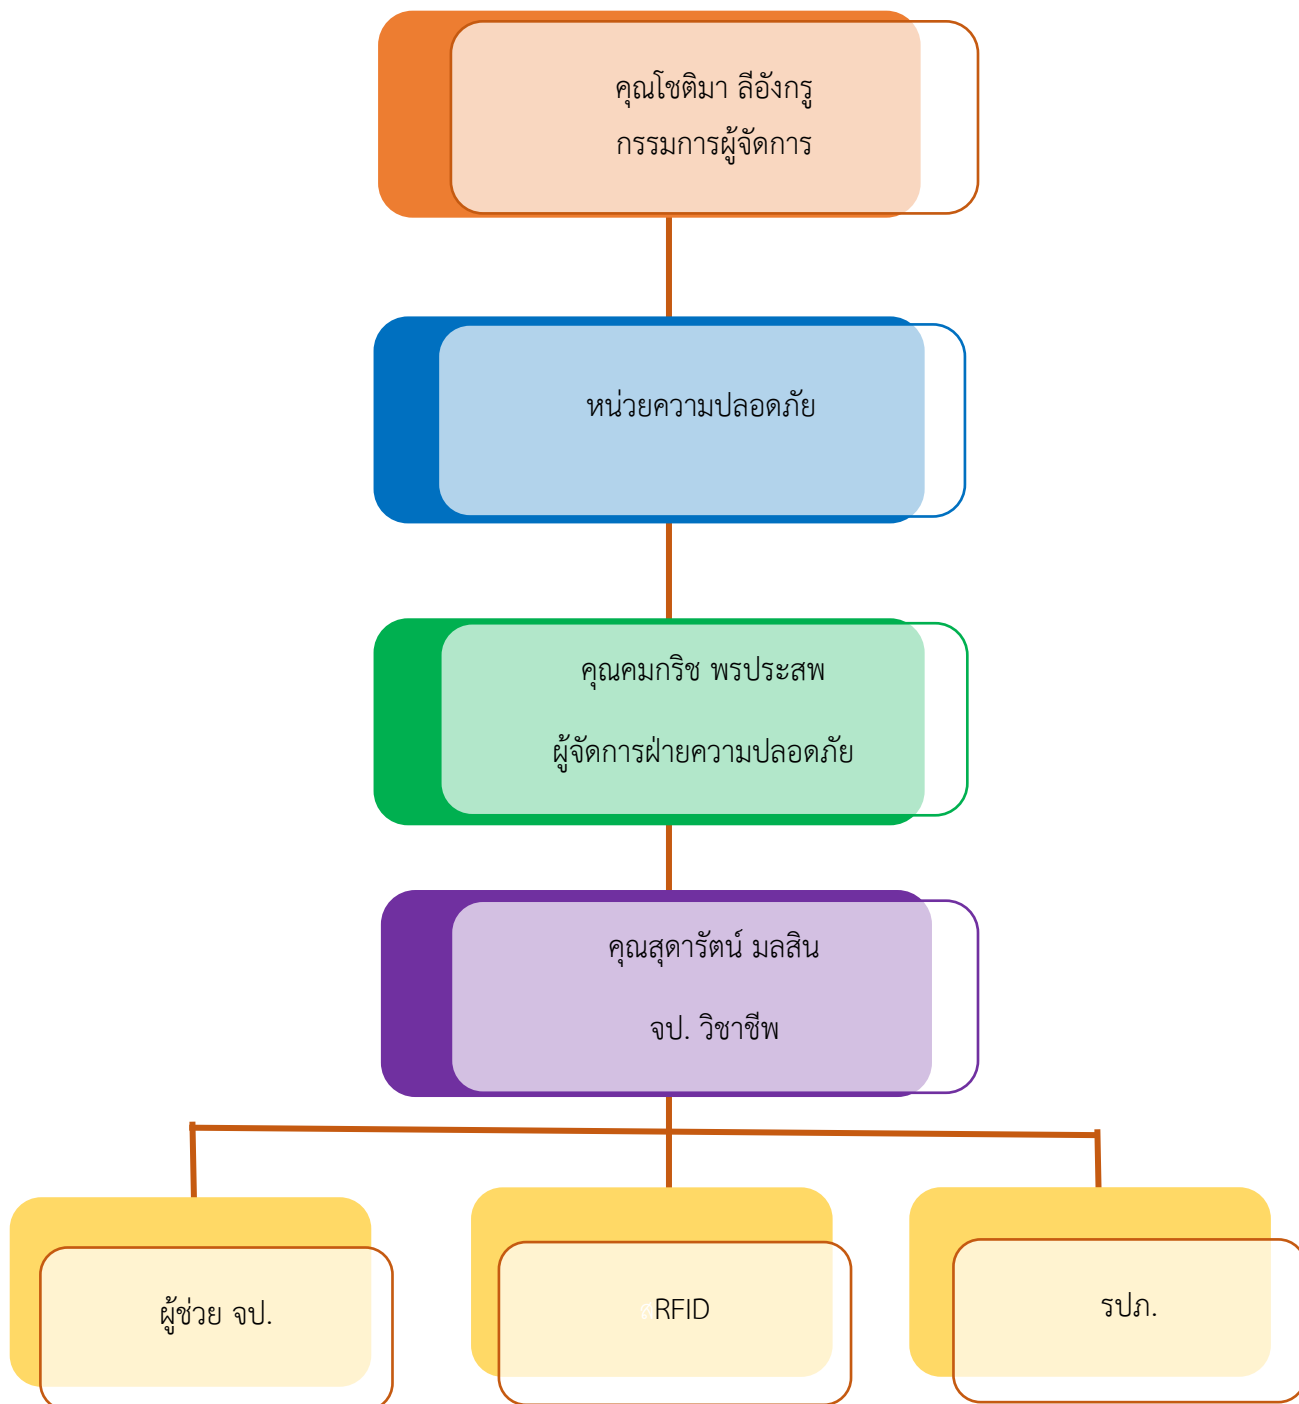 คุณโชติมา ลีอังกรู
กรรมการผู้จัดการ
หน่วยความปลอดภัย
คุณคมกริช พรประสพ
ผู้จัดการฝ่ายความปลอดภัย
คุณสุดารัตน์ มลสิน
จป. วิชาชีพ
ผู้ช่วย จป.
RFID
รปภ.